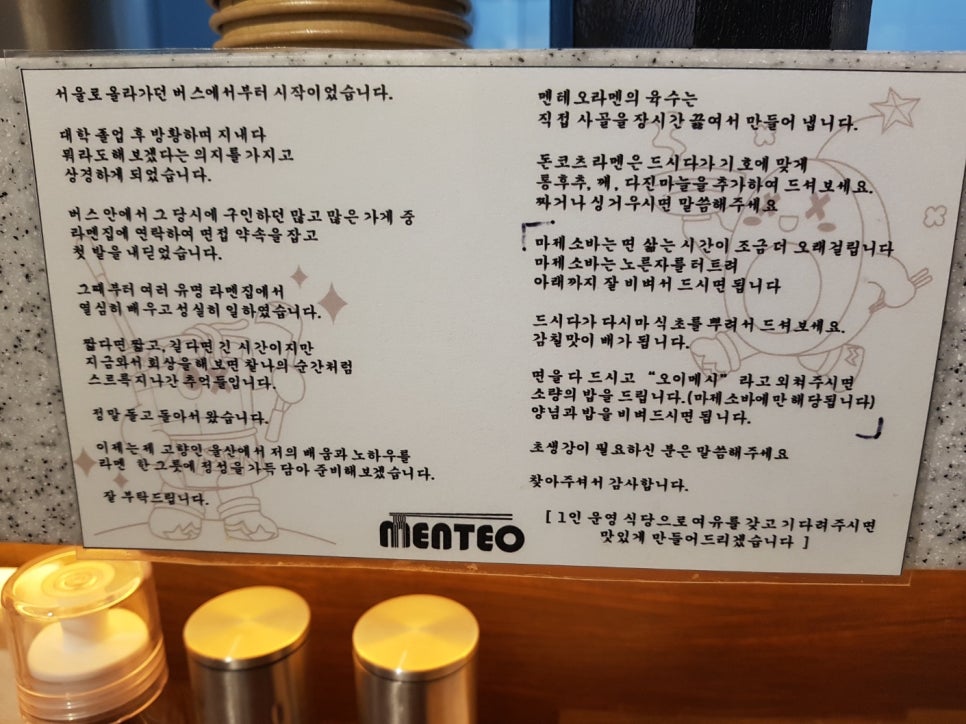 서울로 올라가던 버스에서부터 시작이었습니다.
대학 졸업 후 방황하며 지내다
뭐라도해 보겠다는 의지를 가지고
상경하게 되었습니다.
버스 안에서 그 당시에 구인하던 많고 많은 가게 중
라멘집에 연락하여 면접 약속을 잡고
첫 발을 내딛었습니다.
그때부터 여러 유명 라멘집에서
열심히 배우고 성실히 일하였습니다.
짧다면 짧고, 길다면 긴 시간이지만
지금와서 회상을해 보면 찰나의 순간처럼
스르륵 지나간 추억들입니다.
정말 돌고 돌아서 왔습니다.
이제는 제 고향인 울산에서 저의 배움과 노하우를
라멘 한그릇에 정성을 가득 담아 준비해보겠습니다.
잘 부탁드립니다.
멘테오라멘의 육수는
직접 사골을 장시간 끓여서 만들어 냅니다.
돈코츠 라멘은 드시다가 기호에 맞게
통후추, 깨, 다진마늘을 추가하여 드셔보세요.
짜거나 싱거우시면 말씀해주세요
마제소바는 면 삶는 시간이 조금 더 오래걸립니다
마제소바는 노른자를 터트려
아래까지 잘 비벼서 드시면 됩니다
드시다가 다시마 식초를 뿌려서 드셔보세요.
감칠맛이 배가 됩니다.
면을 다 드시고 “오이메시” 라고 외쳐주시면
소량의 밥을 드립니다.(마제소바에만 해당됩니다)
양념과 밥을 비벼드시면 됩니다.
초생강이 필요하신 분은 말씀해주세요
찾아주셔서 감사합니다.
[ 1인 운영 식당으로 여유를 갖고 기다려주시면
맛있게 만들어드리겠습니다 ]
MENTEO